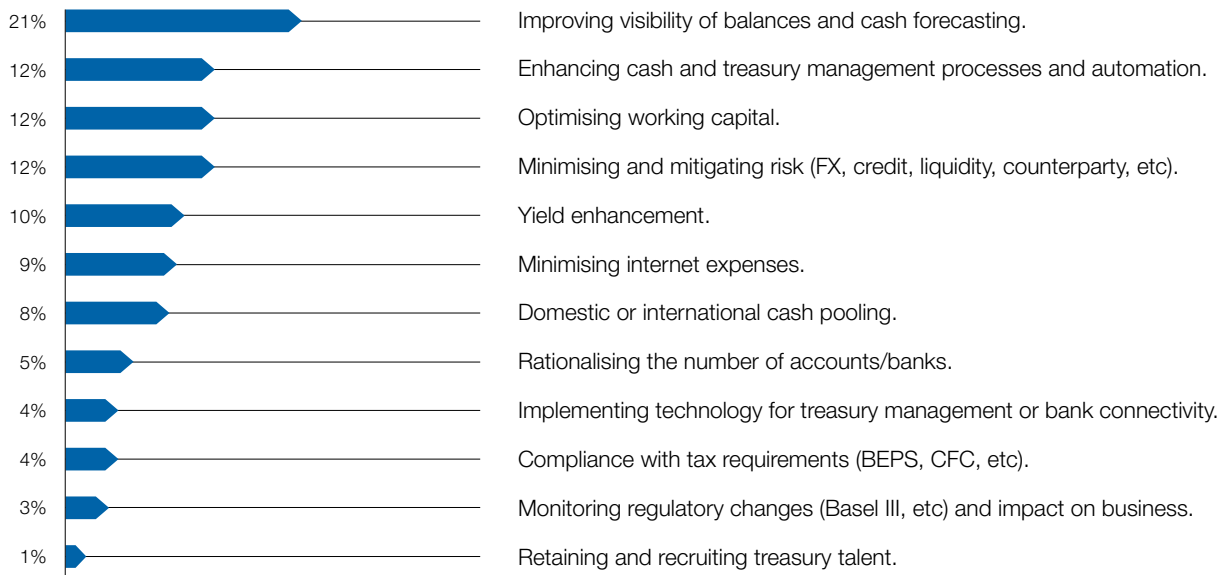 21% Improving visibility of balances and cash forecasting.
12% Enhancing cash and treasury management processes and automation.
12% Optimising working capital.
12% Minimising and mitigating risk (FX, credit, liquidity, counterparty, etc).
10% Yield enhancement.
9% Minimising internet expenses.
8% Domestic or international cash pooling.
5% Rationalising the number of accounts/banks.
4% Implementing technology for treasury management or bank connectivity.
4% Compliance with tax requirements (BEPS, CFC, etc).
3% Monitoring regulatory changes (Basel III, etc) and impact on business.
1% Retaining and recruiting treasury talent.